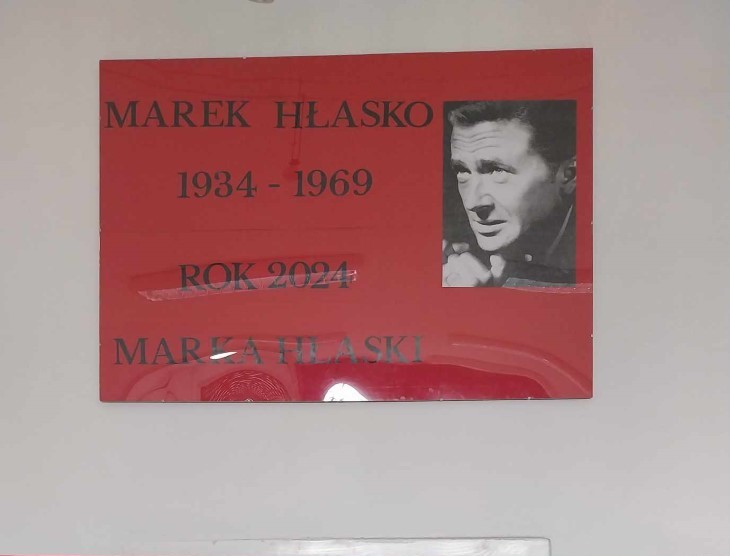 MAREK HŁASKO
1934 - 1969
ROK 2024
MARKA HŁASKI